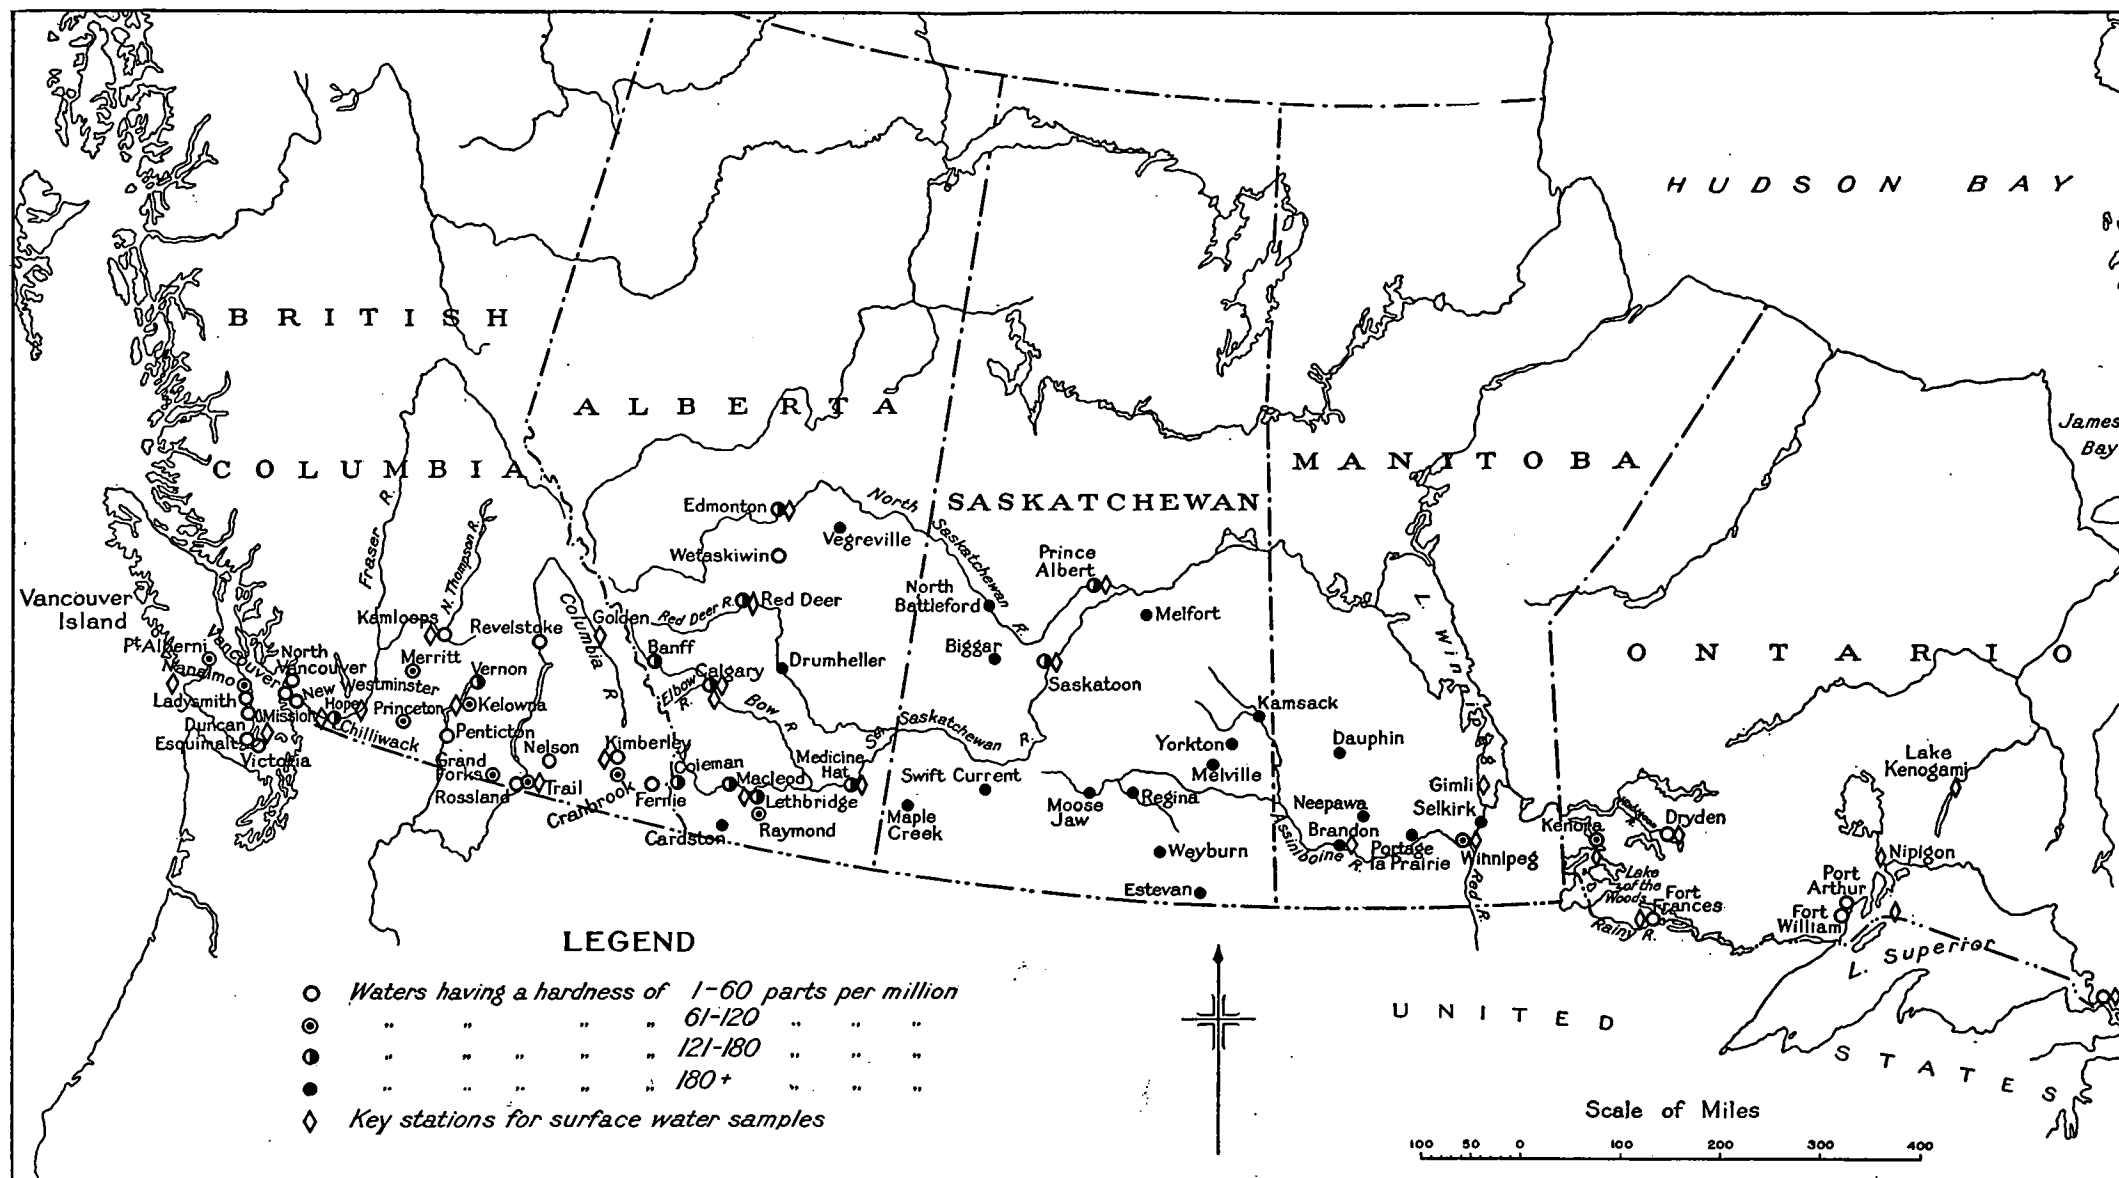 HUDSON BAY
BRITISH
COLUMBIA
ALBERTA
SASKATCHEWAN
MANITOBA
ONTARIO
James
Bay
Vancouver
Island
Fraser R.
N. Thompson R.
Columbia R
North Saskatchewan R.
Edmonton
Vegreville
Wetaskiwin
Red Deer R.
Red Deer
Prince
Albert
North
Battleford
Melfort
Biggar
Saskatoon
L. Winnipeg
Kamloops
Revelstoke
Golden
Banff
Calgary
Elbow
R.
Bow R
Drumheller
Pt. Alberni
Nanaimo
Vancouver
North
Vancouver
Merritt
Vernon
New Westminster
Ladysmith
Hope
Princeton
Kelowna
Duncan
Mission
Chilliwack
Penticton
Esquimalt
Victoria
Grand
Forks
Nelson
Kimberley
Coleman
Macleod
Medicine
Hat
Sth. Saskatchewan R.
Swift Current
Rossland
Trail
Cranbrook
Fernie
Lethbridge
Raymond
Cardston
Maple
Creek
Kamsack
Yorkton
Melville
Dauphin
Moose
Jaw
Regina
Neepawa
Gimli
Selkirk
Assiniboine R.
Brandon
Portage
la Prairie
Winnipeg
Red R.
Weyburn
Estevan
Kenora
Dryden
Lake
of the
Woods
Fort
Frances
Rainy R.
Lake
Kenogami
Nipigon
Port
Arthur
Fort
William
L. Superior
UNITED
STATES
LEGEND
Waters having a hardness of 1-60 parts per million
" " " " 61-120 " " "
" " " " " 121-180 " " "
" " " " " 180+ " " "
Key stations for surface water samples
Scale of Miles
100 50 0 100 200 300 400